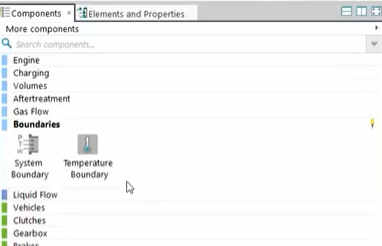 Components × Elements and Properties
More components
Search components...
Engine
Charging
Volumes
Aftertreatment
Gas Flow
Boundaries
P
T
W
System Boundary
Temperature Boundary
Liquid Flow
Vehicles
Clutches
Gearbox
Brakes